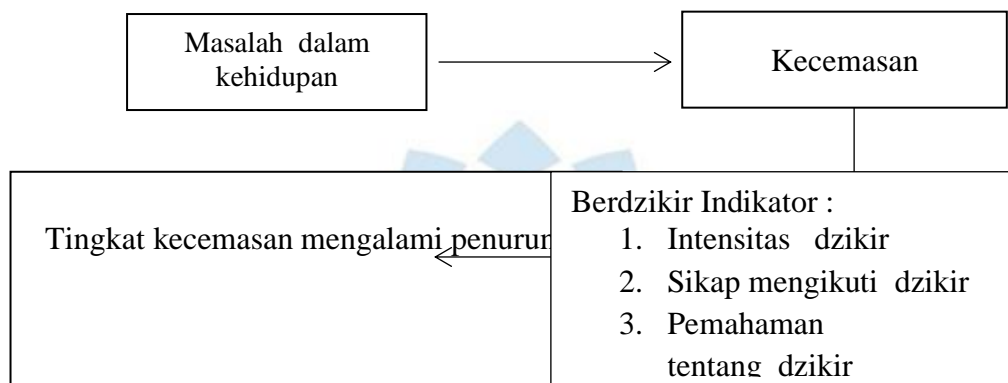 Masalah dalam
kehidupan
Kecemasan
Tingkat kecemasan mengalami penurun
Berdzikir Indikator :
1. Intensitas dzikir
2. Sikap mengikuti dzikir
3. Pemahaman
tentang dzikir